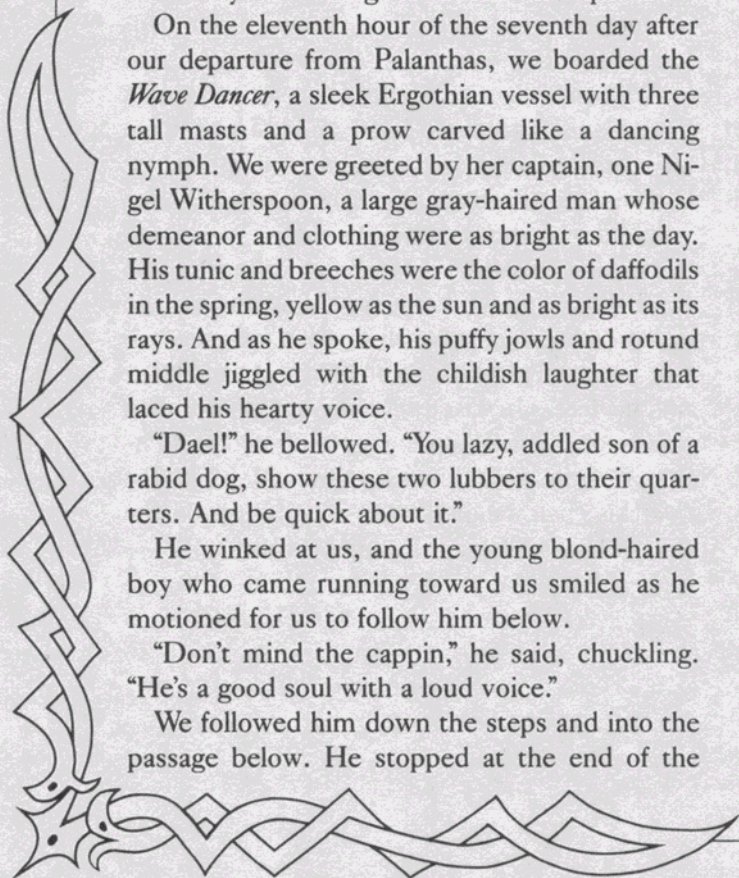 On the eleventh hour of the seventh day after
our departure from Palanthas, we boarded the
Wave Dancer, a sleek Ergothian vessel with three
tall masts and a prow carved like a dancing
nymph. We were greeted by her captain, one Ni-
gel Witherspoon, a large gray-haired man whose
demeanor and clothing were as bright as the day.
His tunic and breeches were the color of daffodils
in the spring, yellow as the sun and as bright as its
rays. And as he spoke, his puffy jowls and rotund
middle jiggled with the childish laughter that
laced his hearty voice.
“Dael!” he bellowed. “You lazy, addled son of a
rabid dog, show these two lubbers to their quar-
ters. And be quick about it.”
He winked at us, and the young blond-haired
boy who came running toward us smiled as he
motioned for us to follow him below.
“Don’t mind the cappin,” he said, chuckling.
“He’s a good soul with a loud voice.”
We followed him down the steps and into the
passage below. He stopped at the end of the